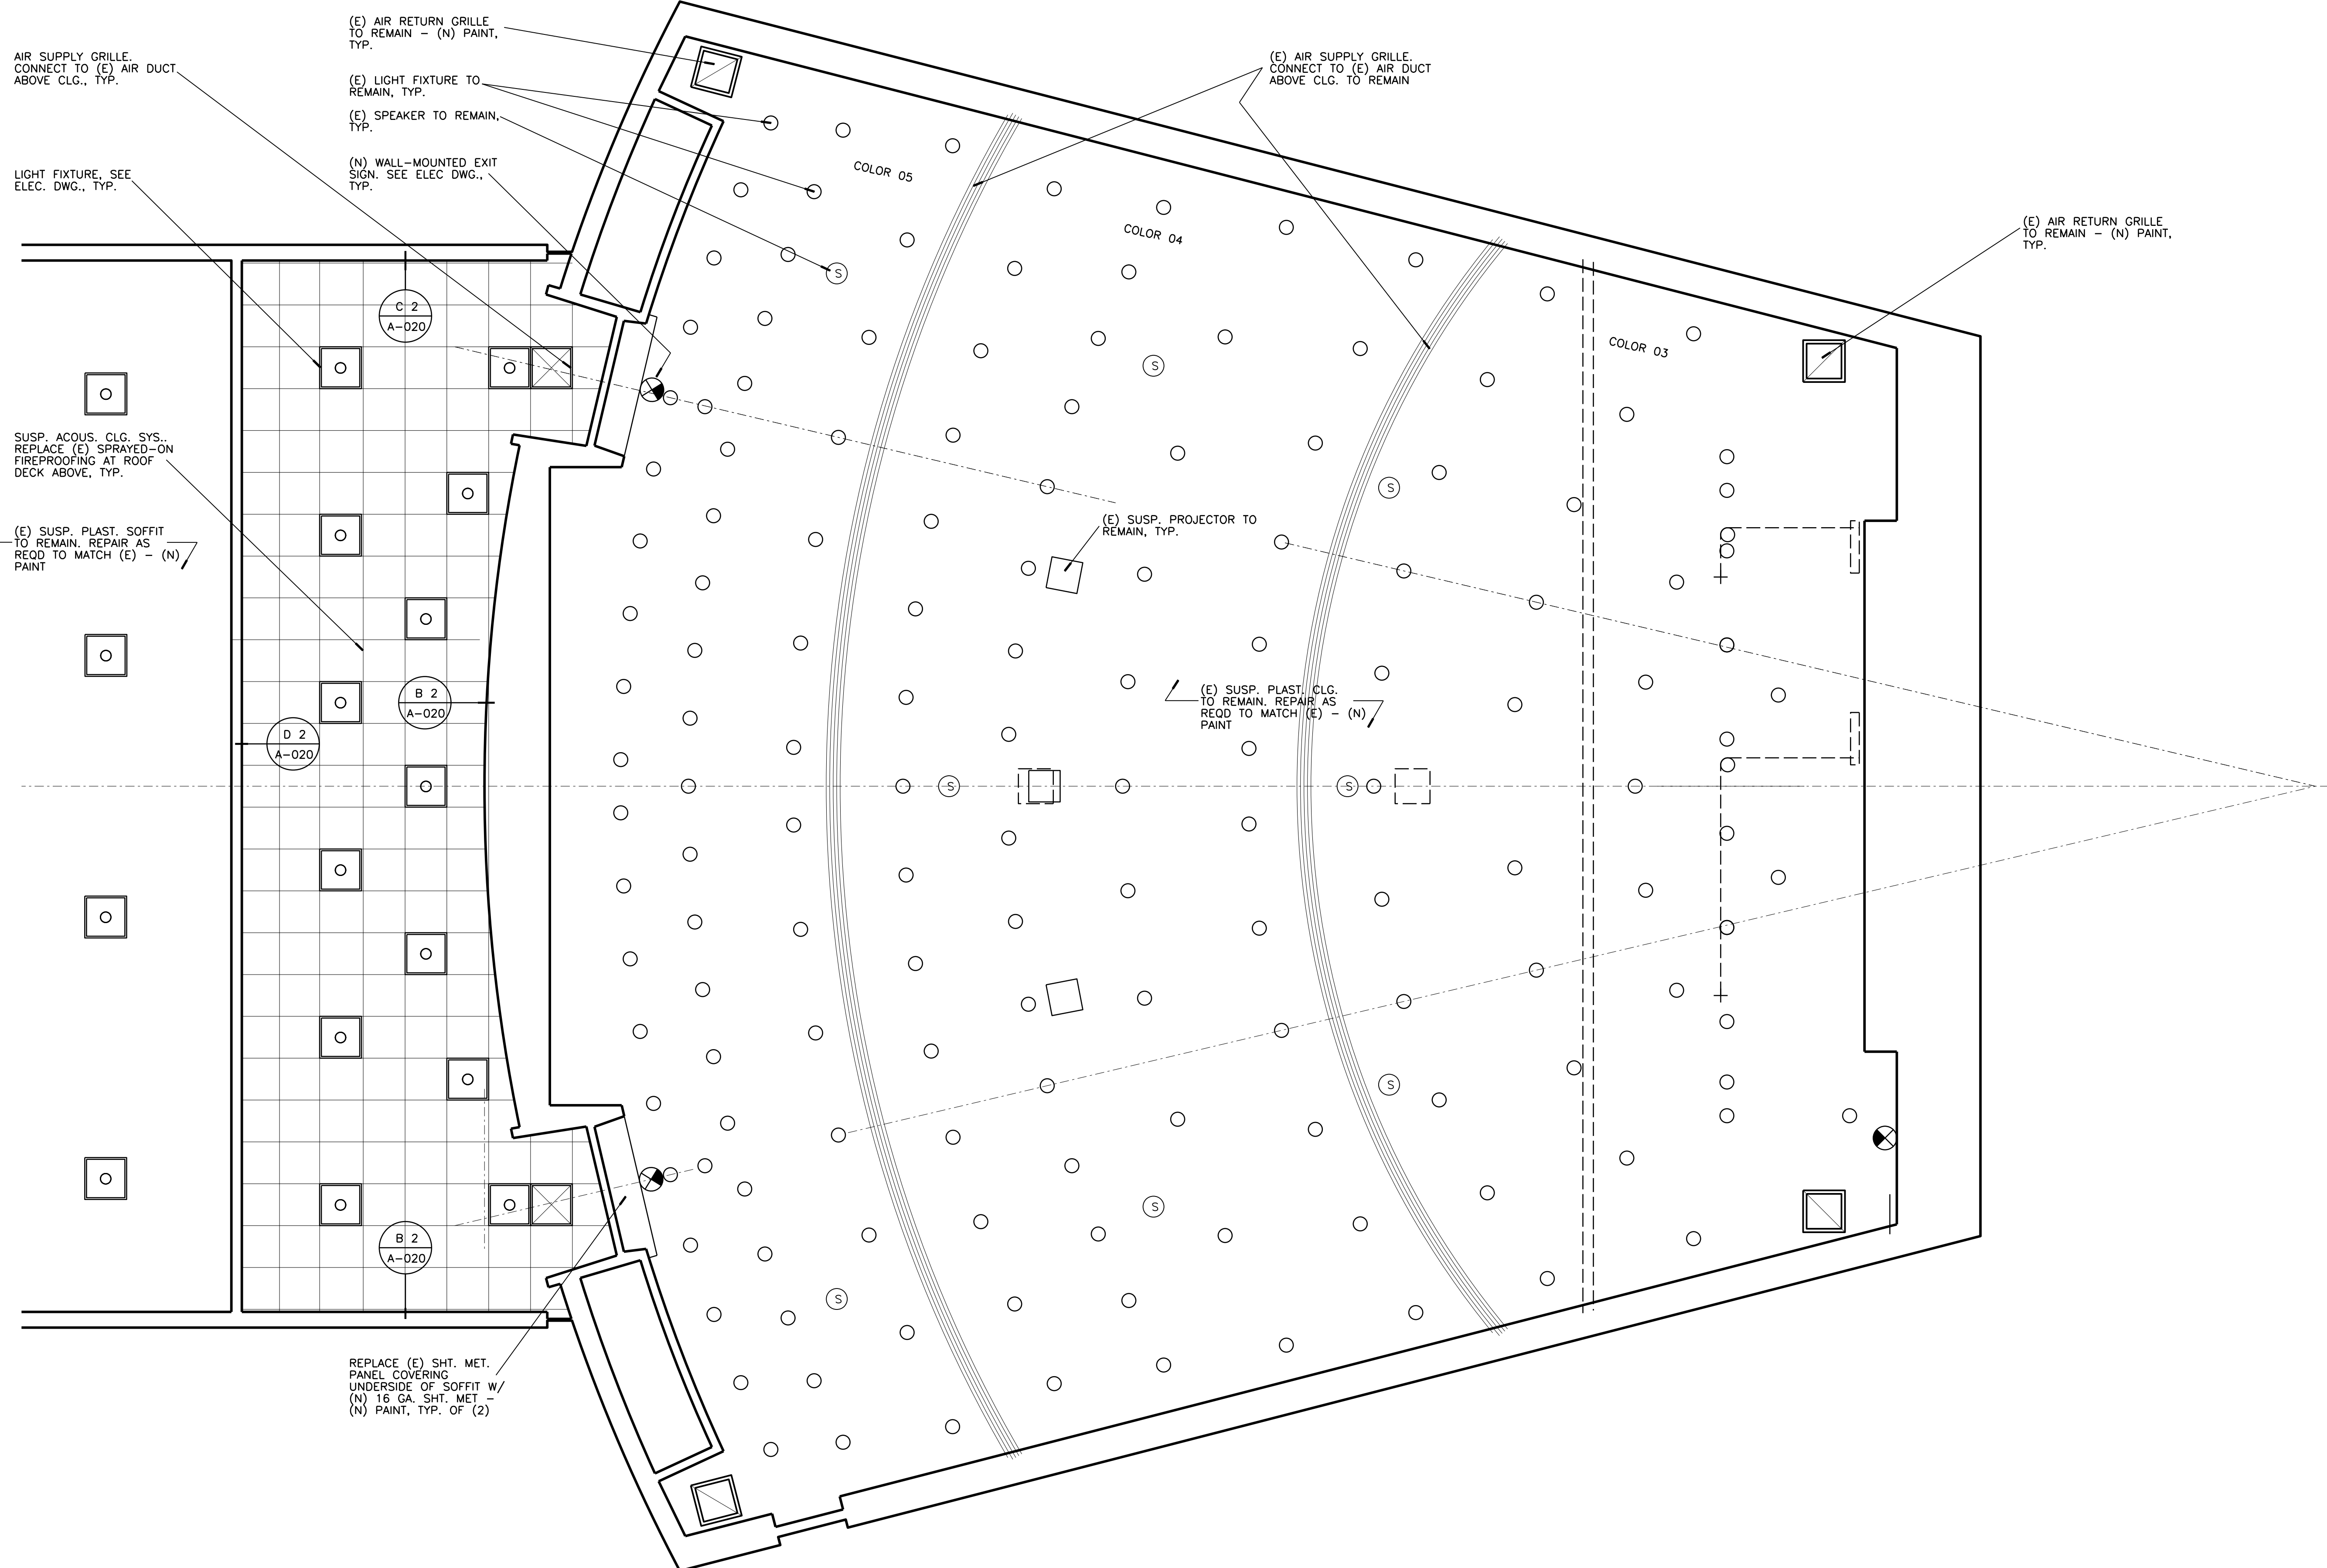 (E) AIR RETURN GRILLE
TO REMAIN – (N) PAINT,
TYP.
AIR SUPPLY GRILLE.
CONNECT TO (E) AIR DUCT
ABOVE CLG., TYP.
(E) LIGHT FIXTURE TO
REMAIN, TYP.
(E) SPEAKER TO REMAIN,
TYP.
(N) WALL–MOUNTED EXIT
SIGN. SEE ELEC DWG.,
TYP.
LIGHT FIXTURE, SEE
ELEC. DWG., TYP.
(E) AIR SUPPLY GRILLE.
CONNECT TO (E) AIR DUCT
ABOVE CLG. TO REMAIN
(E) AIR RETURN GRILLE
TO REMAIN – (N) PAINT,
TYP.
COLOR 05
COLOR 04
COLOR 03
S
C 2
A–020
S
SUSP. ACOUS. CLG. SYS..
REPLACE (E) SPRAYED–ON
FIREPROOFING AT ROOF
DECK ABOVE, TYP.
S
(E) SUSP. PLAST. SOFFIT
TO REMAIN. REPAIR AS
REQD TO MATCH (E) – (N)
PAINT
(E) SUSP. PROJECTOR TO
REMAIN, TYP.
(E) SUSP. PLAST. CLG.
TO REMAIN. REPAIR AS
REQD TO MATCH (E) – (N)
PAINT
B 2
A–020
D 2
A–020
S
S
S
S
B 2
A–020
S
REPLACE (E) SHT. MET.
PANEL COVERING
UNDERSIDE OF SOFFIT W/
(N) 16 GA. SHT. MET –
(N) PAINT, TYP. OF (2)